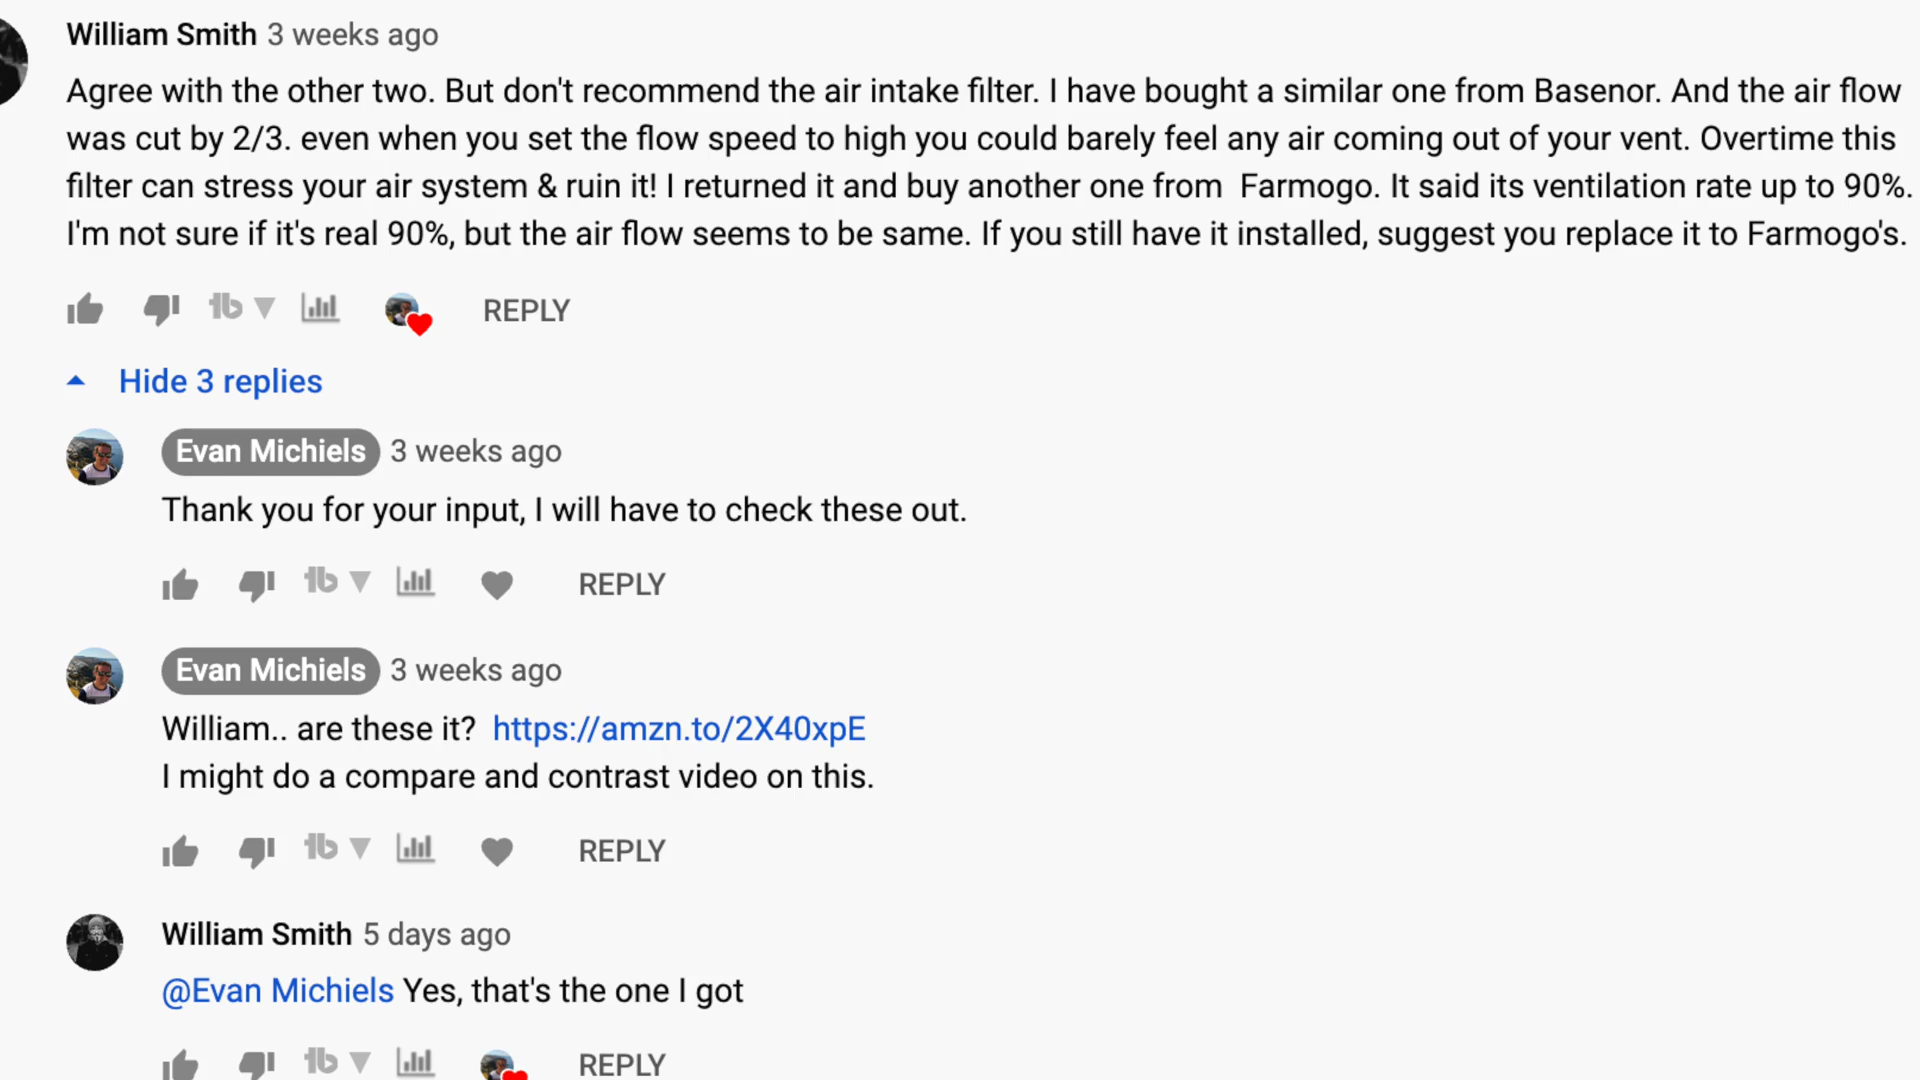 William Smith 3 weeks ago
Agree with the other two. But don't recommend the air intake filter. I have bought a similar one from Basenor. And the air flow
was cut by 2/3. even when you set the flow speed to high you could barely feel any air coming out of your vent. Overtime this
filter can stress your air system & ruin it! I returned it and buy another one from  Farmogo. It said its ventilation rate up to 90%.
I'm not sure if it's real 90%, but the air flow seems to be same. If you still have it installed, suggest you replace it to Farmogo's.
REPLY
Hide 3 replies
Evan Michiels 3 weeks ago
Thank you for your input, I will have to check these out.
REPLY
Evan Michiels 3 weeks ago
William.. are these it?  https://amzn.to/2X40xpE
I might do a compare and contrast video on this.
REPLY
William Smith 5 days ago
@Evan Michiels Yes, that's the one I got
REPLY